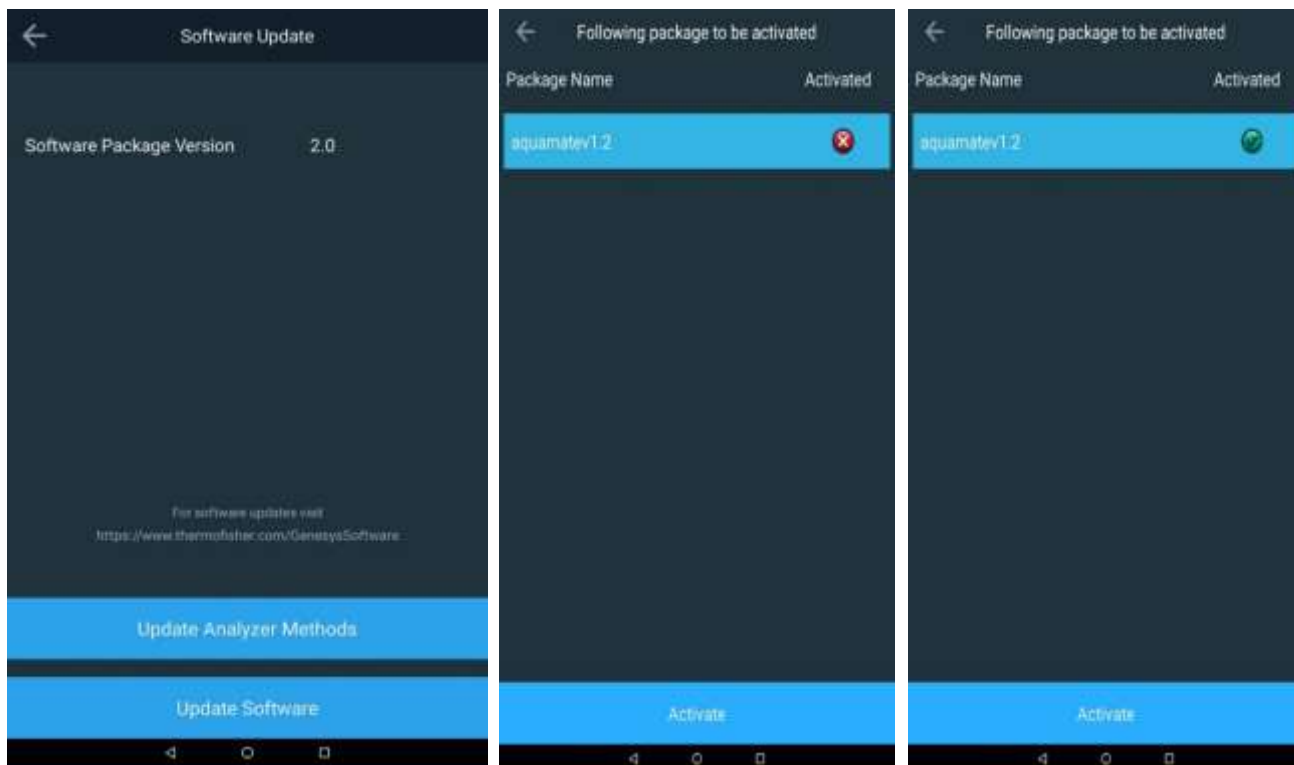 Software Update
Software Package Version 2.0
For software updates visit
https://www.thermofisher.com/GenesysSoftware
Update Analyzer Methods
Update Software
Following package to be activated
Package Name Activated
aquamatev1.2
Activate
Following package to be activated
Package Name Activated
aquamatev1.2
Activate